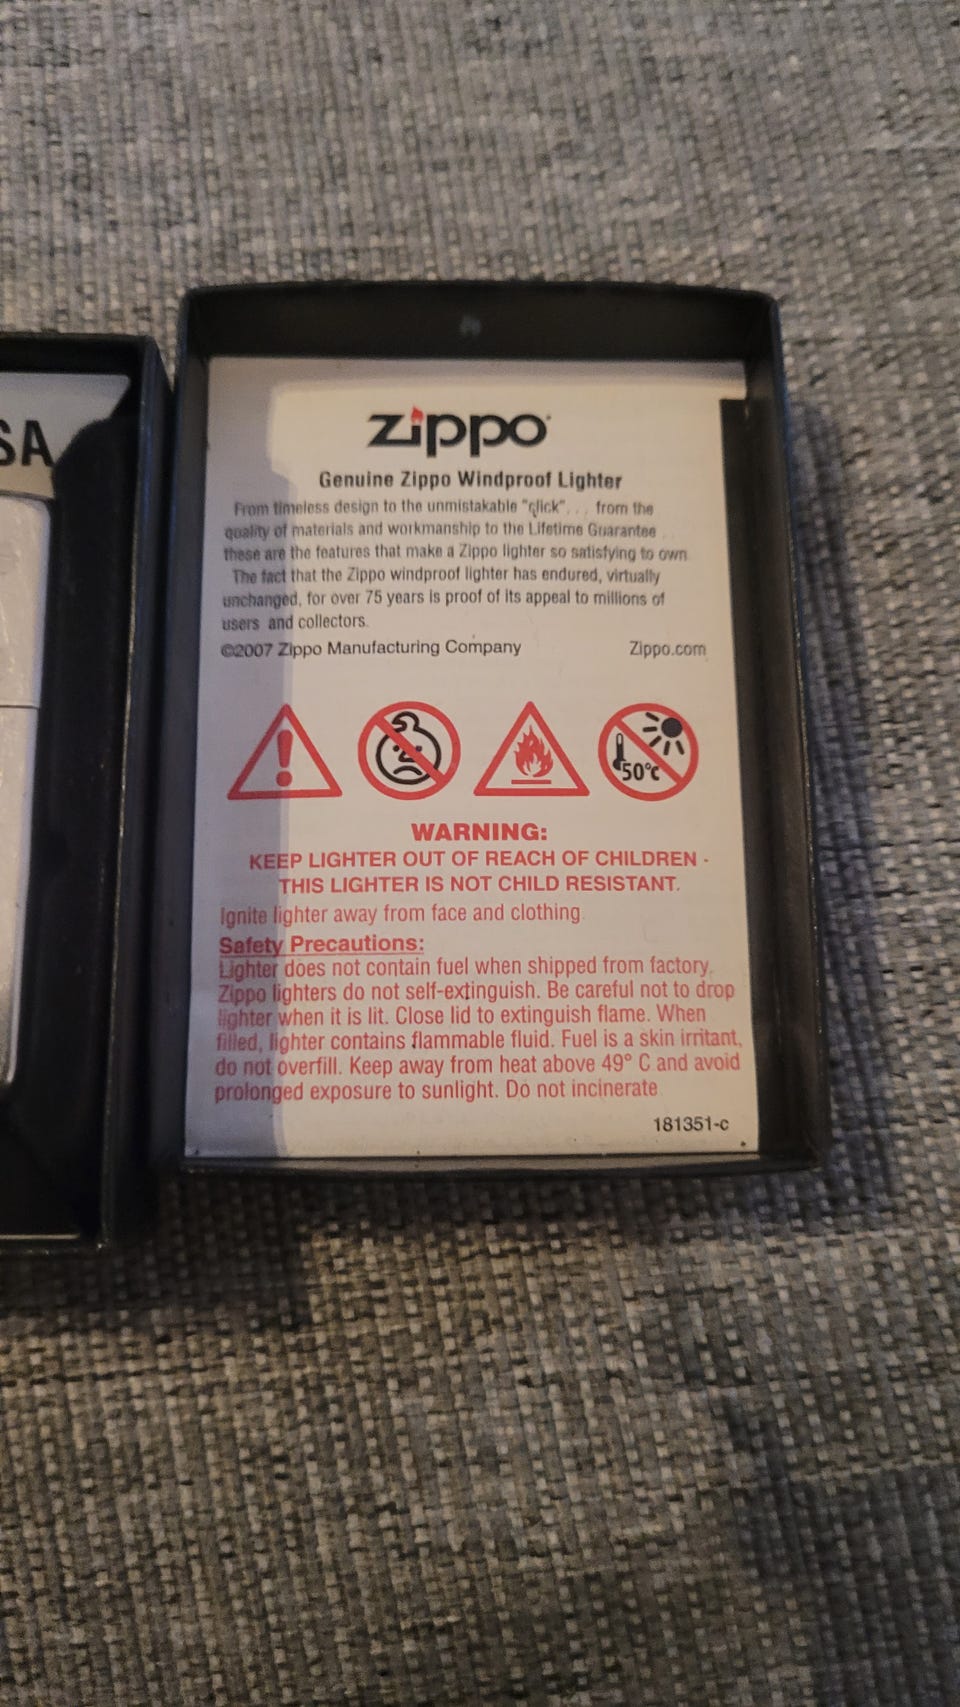 SA
zippo
Genuine Zippo Windproof Lighter
From timeless design to the unmistakable "click"... from the
quality of materials and workmanship to the Lifetime Guarantee
these are the features that make a Zippo lighter so satisfying to own
The fact that the Zippo windproof lighter has endured, virtually
unchanged, for over 75 years is proof of its appeal to millions of
users and collectors.
©2007 Zippo Manufacturing Company Zippo.com
50°C
WARNING:
KEEP LIGHTER OUT OF REACH OF CHILDREN -
THIS LIGHTER IS NOT CHILD RESISTANT.
Ignite lighter away from face and clothing
Safety Precautions:
Lighter does not contain fuel when shipped from factory.
Zippo lighters do not self-extinguish. Be careful not to drop
lighter when it is lit. Close lid to extinguish flame. When
filled, lighter contains flammable fluid. Fuel is a skin irritant,
do not overfill. Keep away from heat above 49° C and avoid
prolonged exposure to sunlight. Do not incinerate
181351-c